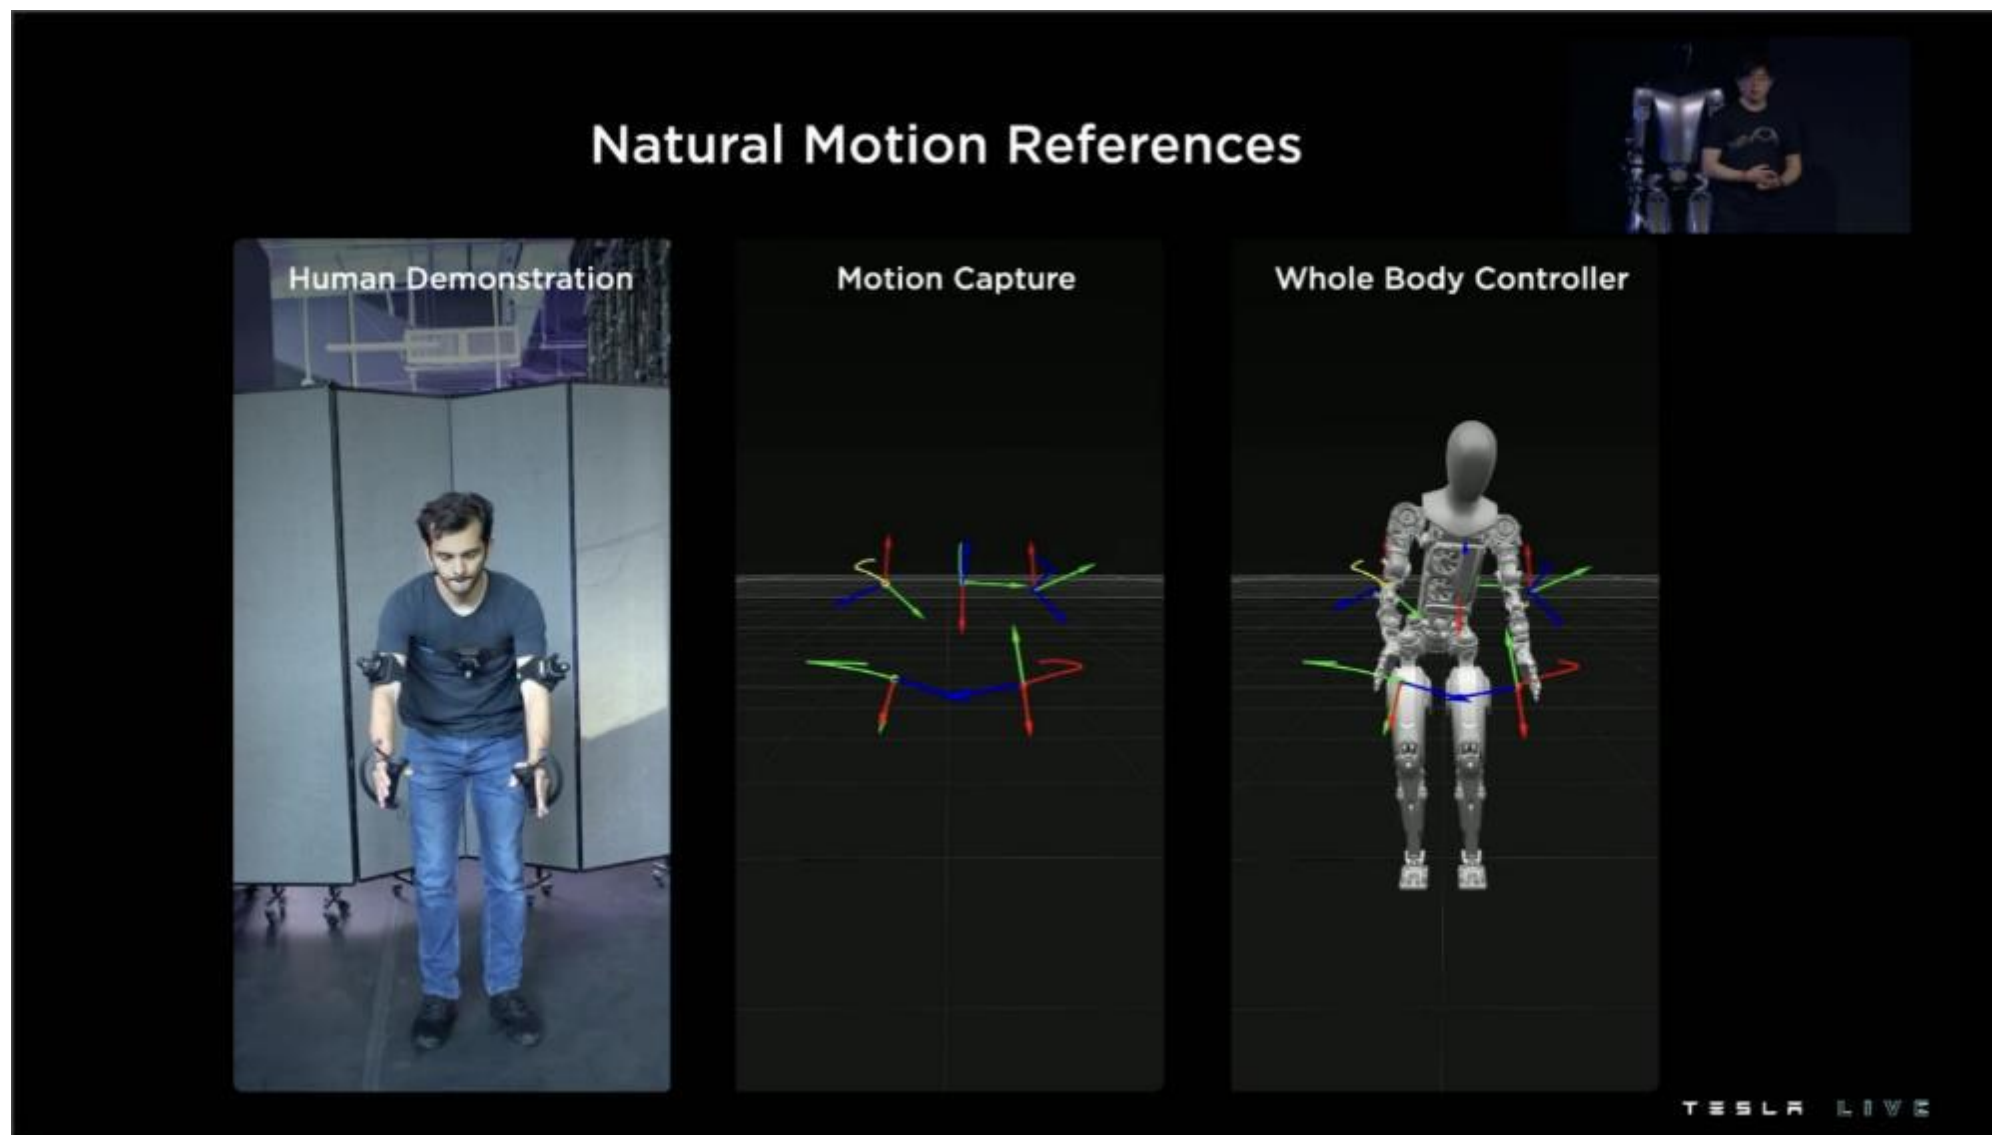 Natural Motion References
Human Demonstration
Motion Capture
Whole Body Controller
TESLA LIVE